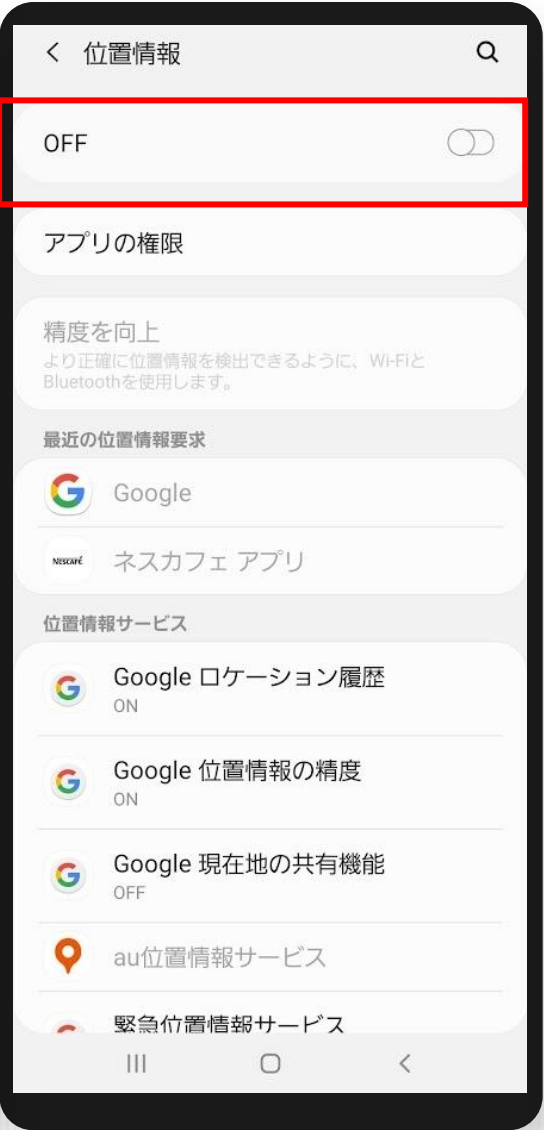 位置情報
OFF
アプリの権限
精度を向上
より正確に位置情報を検出できるように、Wi-Fiと
Bluetoothを使用します。
最近の位置情報要求
Google
NESCAFÉ
ネスカフェ アプリ
位置情報サービス
Google ロケーション履歴
ON
Google 位置情報の精度
ON
Google 現在地の共有機能
OFF
au位置情報サービス
緊急位置情報サービス